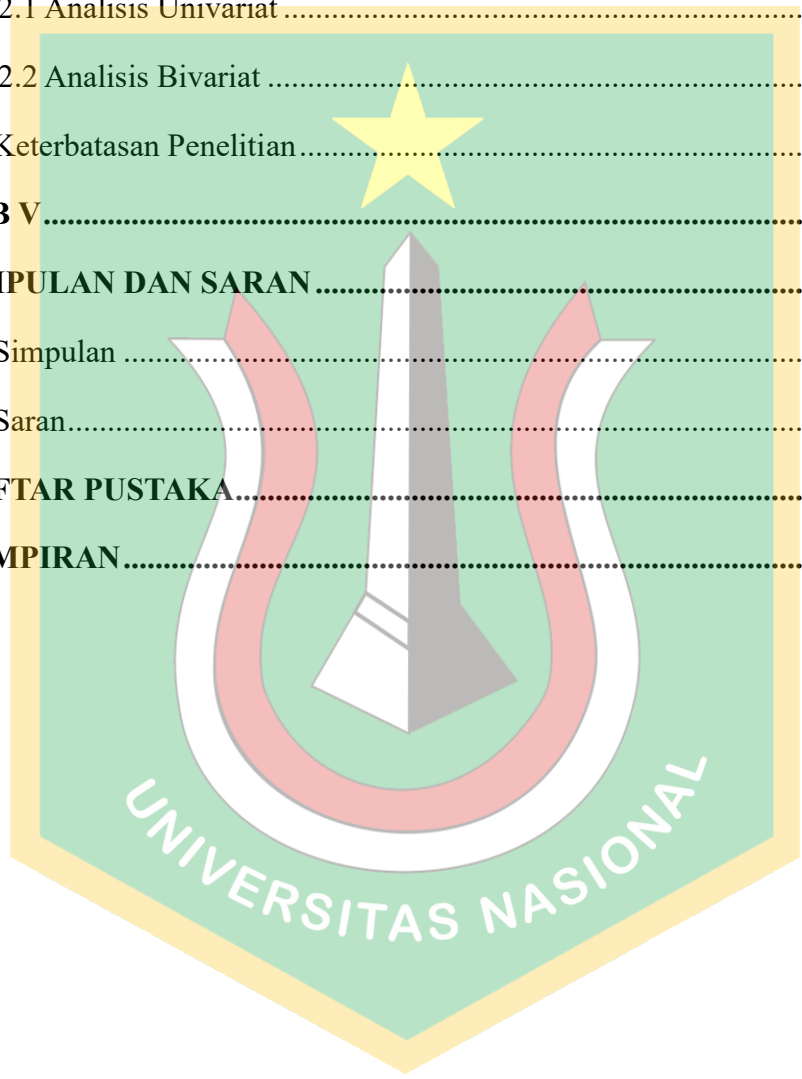 2.1 Analisis Univariat ................................................................
2.2 Analisis Bivariat ..................................................................
Keterbatasan Penelitian ..............................................................
B V ..............................................................................................
IPULAN DAN SARAN .............................................................
Simpulan ....................................................................................
Saran ...........................................................................................
FTAR PUSTAKA .......................................................................
MPIRAN .....................................................................................
UNIVERSITAS NASIONAL